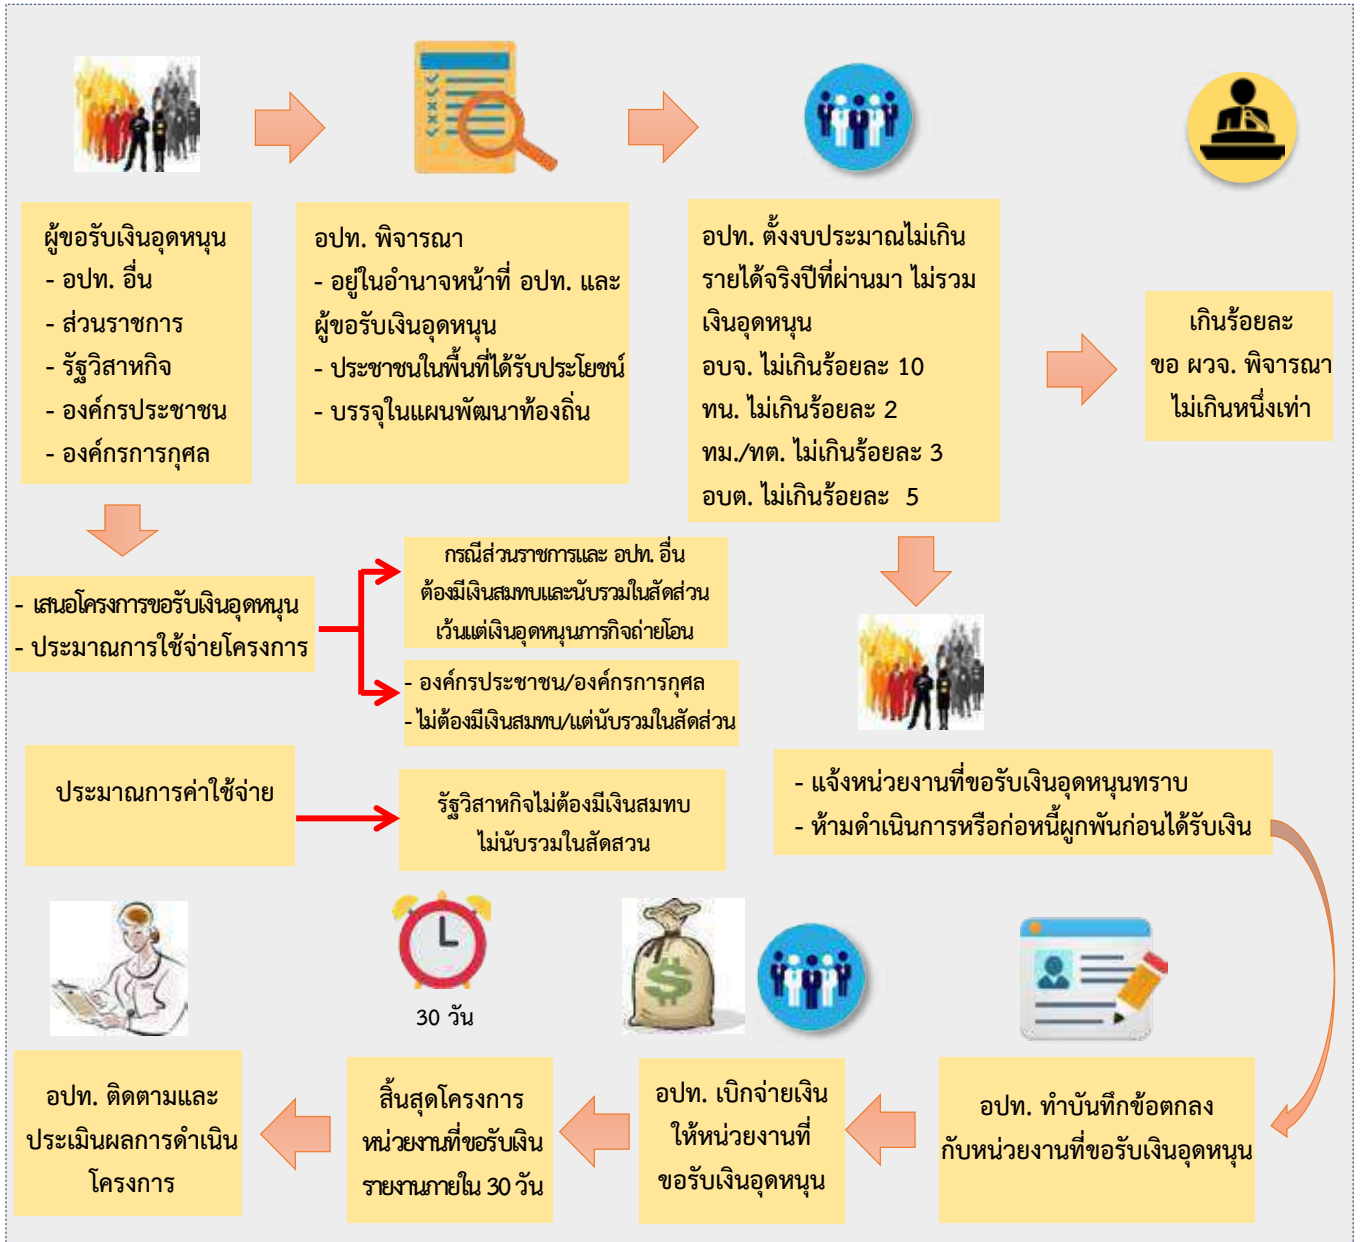 ผู้ขอรับเงินอุดหนุน
- อปท. อื่น
- ส่วนราชการ
- รัฐวิสาหกิจ
- องค์กรประชาชน
- องค์กรการกุศล
อปท. พิจารณา
- อยู่ในอำนาจหน้าที่ อปท. และ
ผู้ขอรับเงินอุดหนุน
- ประชาชนในพื้นที่ได้รับประโยชน์
- บรรจุในแผนพัฒนาท้องถิ่น
อปท. ตั้งงบประมาณไม่เกิน
รายได้จริงปีที่ผ่านมา ไม่รวม
เงินอุดหนุน
อบจ. ไม่เกินร้อยละ 10
ทน. ไม่เกินร้อยละ 2
ทม./ทต. ไม่เกินร้อยละ 3
อบต. ไม่เกินร้อยละ 5
เกินร้อยละ
ขอ ผวจ. พิจารณา
ไม่เกินหนึ่งเท่า
- เสนอโครงการขอรับเงินอุดหนุน
- ประมาณการใช้จ่ายโครงการ
กรณีส่วนราชการและ อปท. อื่น
ต้องมีเงินสมทบและนับรวมในสัดส่วน
เว้นแต่เงินอุดหนุนภารกิจถ่ายโอน
- องค์กรประชาชน/องค์กรการกุศล
- ไม่ต้องมีเงินสมทบ/แต่นับรวมในสัดส่วน
ประมาณการค่าใช้จ่าย
รัฐวิสาหกิจไม่ต้องมีเงินสมทบ
ไม่นับรวมในสัดสวน
- แจ้งหน่วยงานที่ขอรับเงินอุดหนุนทราบ
- ห้ามดำเนินการหรือก่อหนี้ผูกพันก่อนได้รับเงิน
30 วัน
อปท. ติดตามและ
ประเมินผลการดำเนิน
โครงการ
สิ้นสุดโครงการ
หน่วยงานที่ขอรับเงิน
รายงานภายใน 30 วัน
อปท. เบิกจ่ายเงิน
ให้หน่วยงานที่
ขอรับเงินอุดหนุน
อปท. ทำบันทึกข้อตกลง
กับหน่วยงานที่ขอรับเงินอุดหนุน